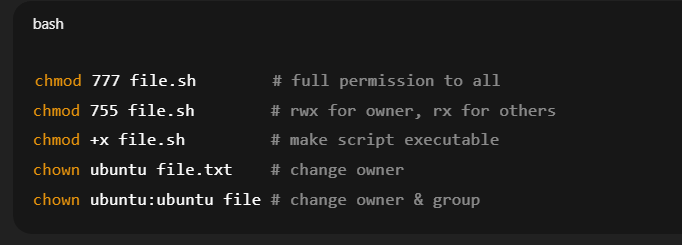 bash
chmod 777 file.sh        # full permission to all
chmod 755 file.sh        # rwx for owner, rx for others
chmod +x file.sh         # make script executable
chown ubuntu file.txt    # change owner
chown ubuntu:ubuntu file # change owner & group